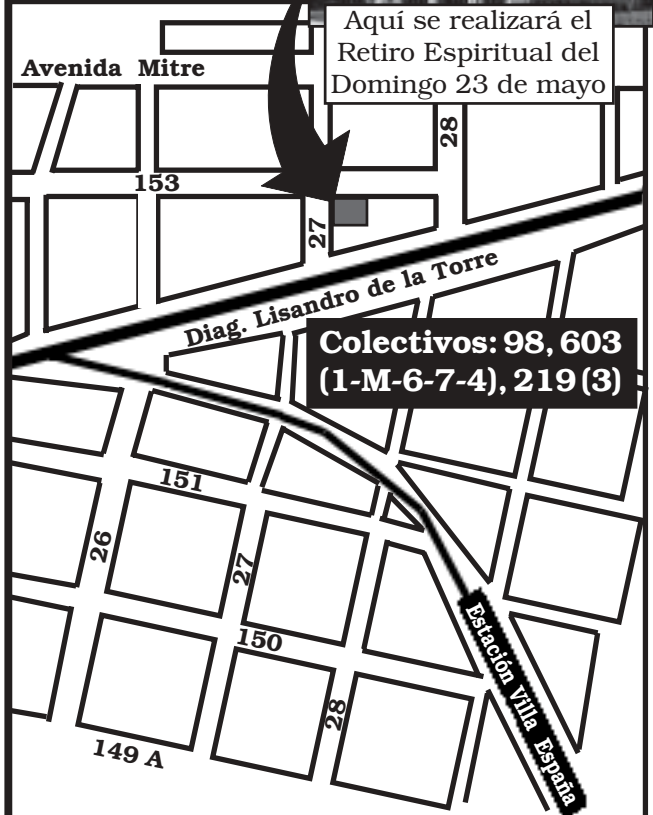 Aquí se realizará el
Retiro Espiritual del
Domingo 23 de mayo
Avenida Mitre
28
153
27
Diag. Lisandro de la Torre
Colectivos: 98, 603
(1-M-6-7-4), 219 (3)
151
26
27
150
28
149 A
Estación Villa España